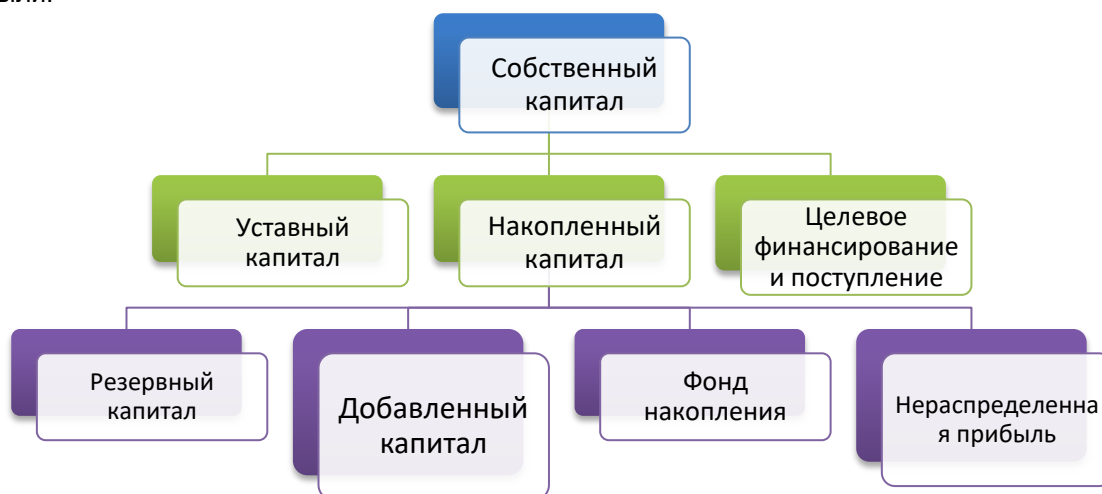 Собственный
капитал
Уставный
капитал
Накопленный
капитал
Целевое
финансирование
и поступление
Резервный
капитал
Добавленный
капитал
Фонд
накопления
Нераспределенна
я прибыль